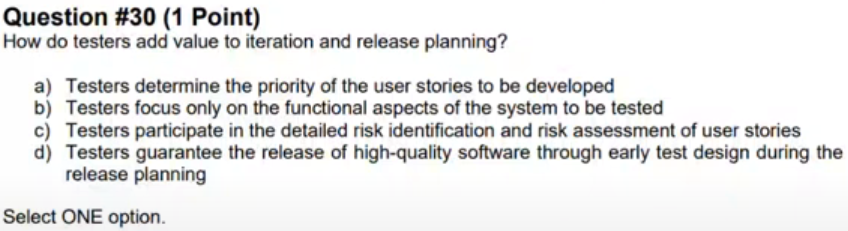 Question #30 (1 Point)
How do testers add value to iteration and release planning?
a) Testers determine the priority of the user stories to be developed
b) Testers focus only on the functional aspects of the system to be tested
c) Testers participate in the detailed risk identification and risk assessment of user stories
d) Testers guarantee the release of high-quality software through early test design during the
release planning
Select ONE option.